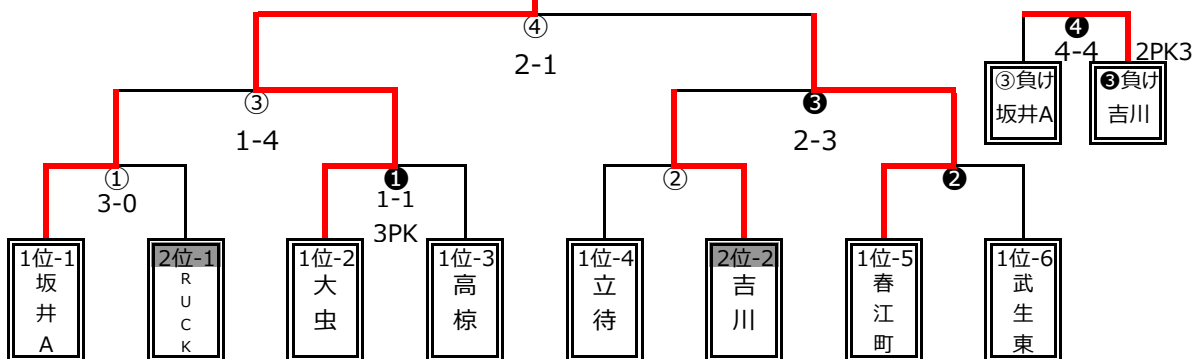 ④
2-1
❹
4-4
2PK3
③負け
坂井A
❸負け
吉川
③
1-4
❸
2-3
①
3-0
❶
1-1
3PK
②
❷
1位-1
坂井A
2位-1
RUCK
1位-2
大虫
1位-3
高椋
1位-4
立待
2位-2
吉川
1位-5
春江町
1位-6
武生東